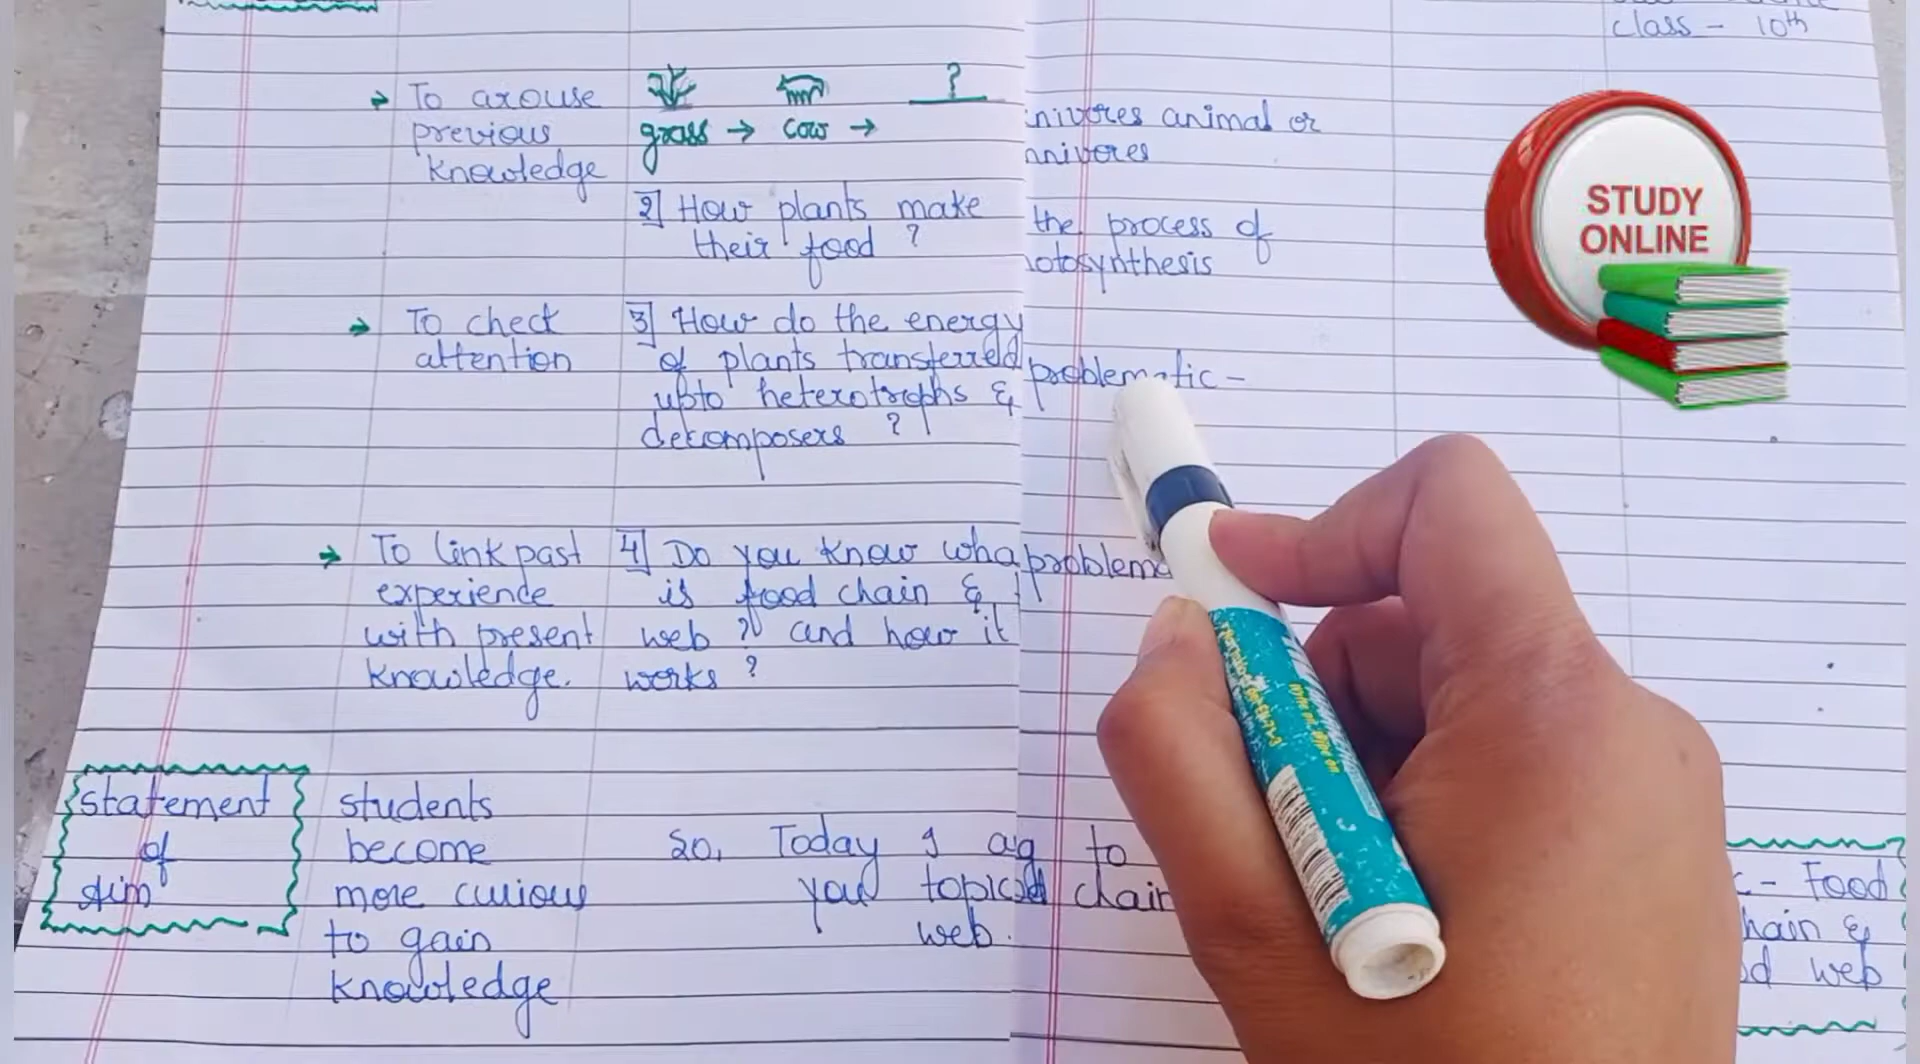 class - 10th
→ To arouse
previous
knowledge
?
grass → cow →
nivores animal or
nnivores
2] How plants make
their food ?
the process of
otosynthesis
→ To check
attention
3] How do the energy
of plants transferred
upto heterotrophs &
decomposers ?
problematic -
→ To link past
experience
with present
knowledge.
4] Do you know wha
is food chain &
web ? and how it
works ?
problema
statement
of
Aim
students
become
more curious
to gain
knowledge
So, Today I ag to
you topic chain
web.
- Food
hain &
d web
STUDY
ONLINE